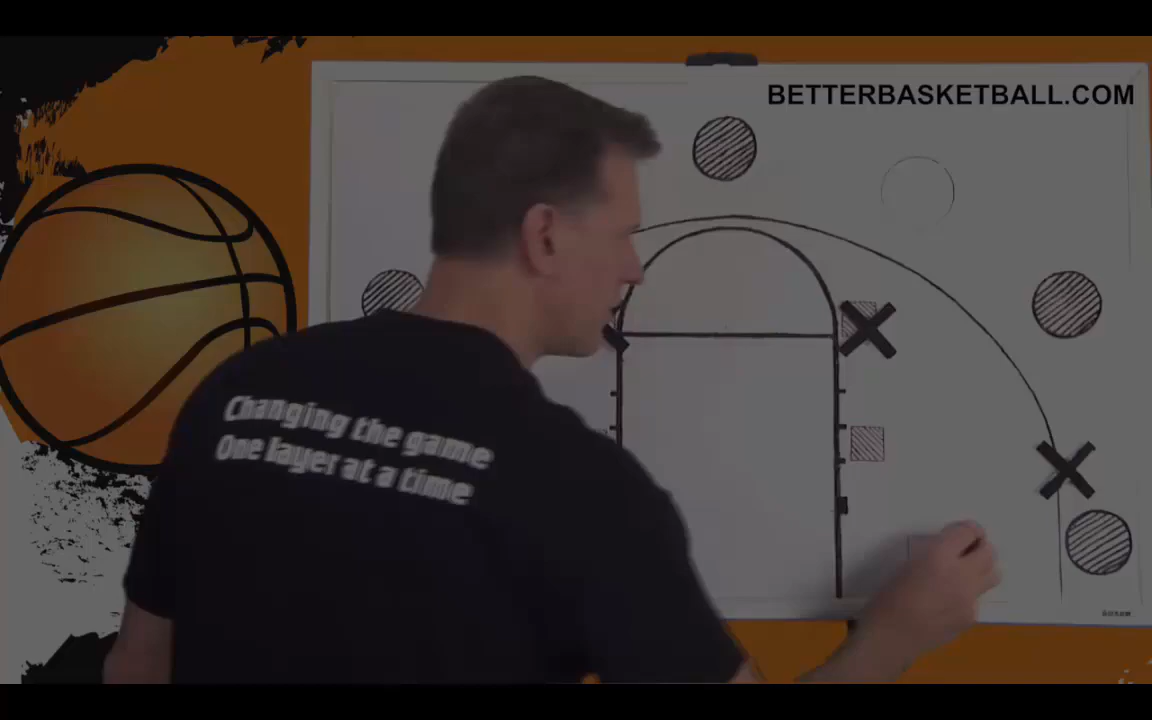 BETTERBASKETBALL.COM
Changing the game
One layer at a time